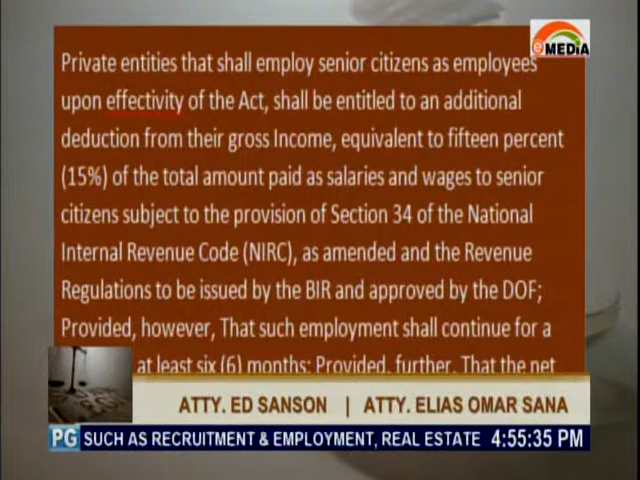 eMEDIA
Private entities that shall employ senior citizens as employees
upon effectivity of the Act, shall be entitled to an additional
deduction from their gross Income, equivalent to fifteen percent
(15%) of the total amount paid as salaries and wages to senior
citizens subject to the provision of Section 34 of the National
Internal Revenue Code (NIRC), as amended and the Revenue
Regulations to be issued by the BIR and approved by the DOF;
Provided, however, That such employment shall continue for a
at least six (6) months; Provided, further, That the net
ATTY. ED SANSON | ATTY. ELIAS OMAR SANA
PG SUCH AS RECRUITMENT & EMPLOYMENT, REAL ESTATE 4:55:35 PM